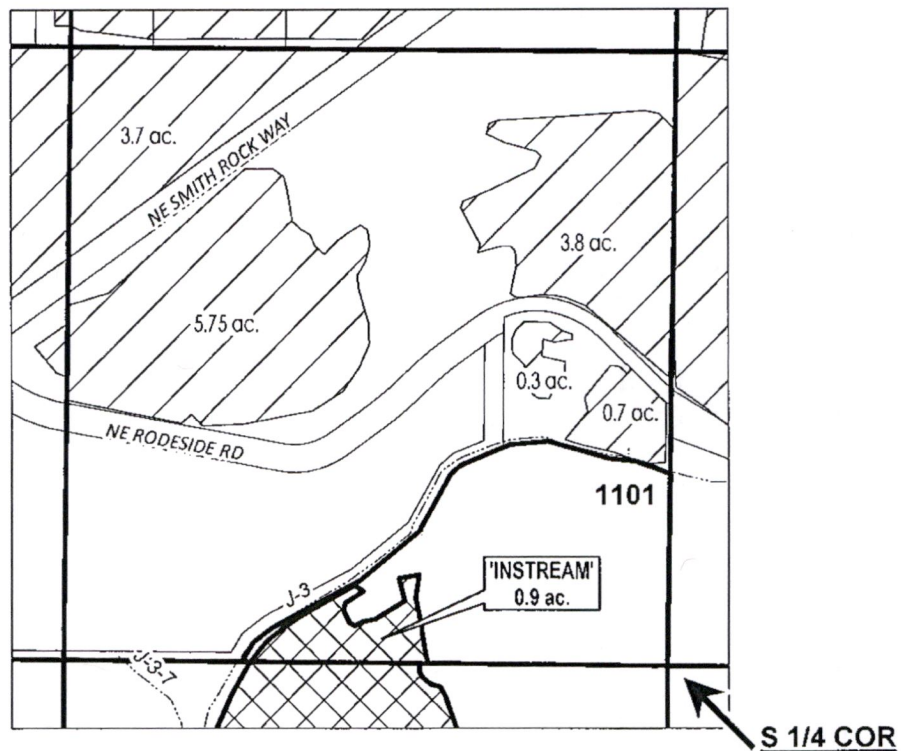 3.7 ac.
NE SMITH ROCK WAY
3.8 ac.
5.75 ac.
0.3 ac.
0.7 ac.
NE RODESIDE RD
1101
'INSTREAM'
0.9 ac.
J-3
J-3-7
S 1/4 COR